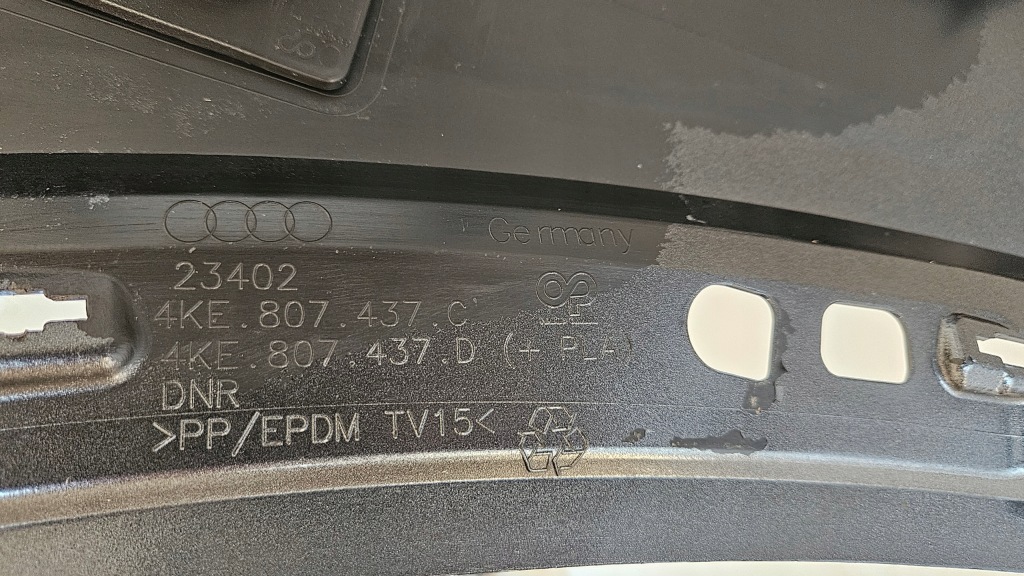 Germany
23402
4KE.807.437.C
4KE.807.437.D (+ PLA)
DNR
>PP/EPDM TV15<